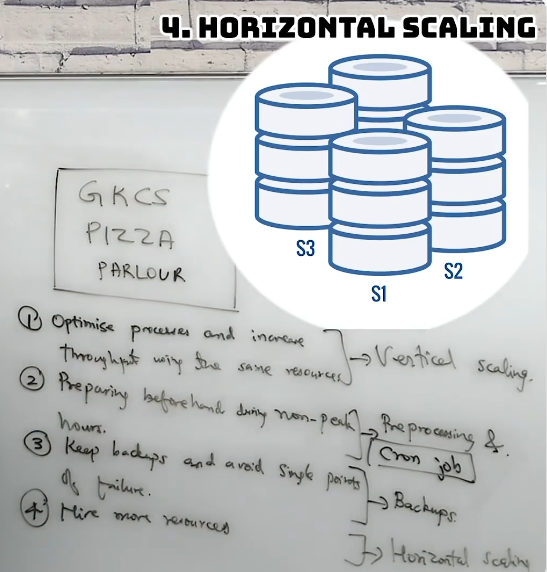 4. HORIZONTAL SCALING
S3
S2
S1
GKCS
PIZZA
PARLOUR
① Optimise processes and increase
throughput using the same resources → Vertical scaling.
② Preparing beforehand during non-peak
hours. → Preprocessing &.
Cron job
③ Keep backups and avoid single points
of failure. → Backups.
④ Hire more resources → Horizontal scaling